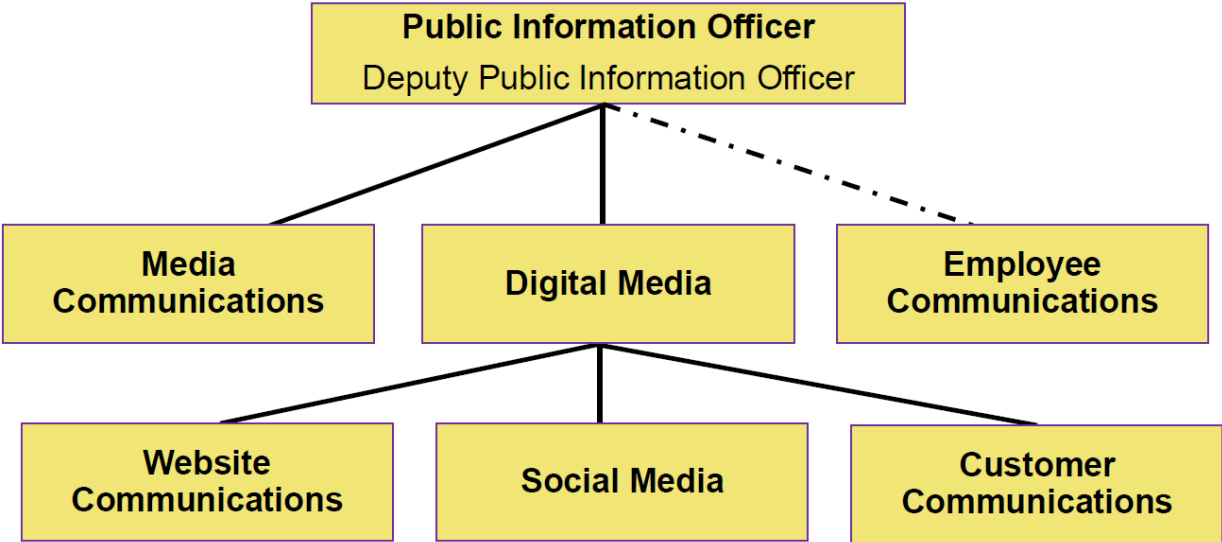 Public Information Officer
Deputy Public Information Officer
Media
Communications
Digital Media
Employee
Communications
Website
Communications
Social Media
Customer
Communications